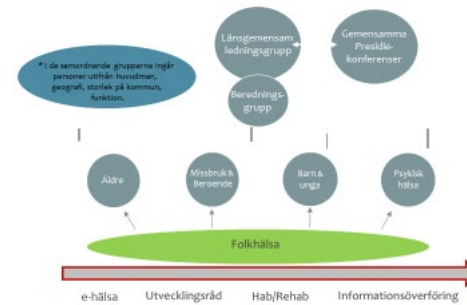 Länsgemensam
ledningsgrupp
Gemensamma
Presidie-
konferenser
* I de samordnande grupperna ingår
personer utifrån huvudman,
geografi, storlek på kommun,
funktion.
Berednings-
grupp
Äldre
Missbruk &
Beroende
Barn &
unga
Psykisk
hälsa
Folkhälsa
e-hälsa
Utvecklingsråd
Hab/Rehab
Informationsöverföring